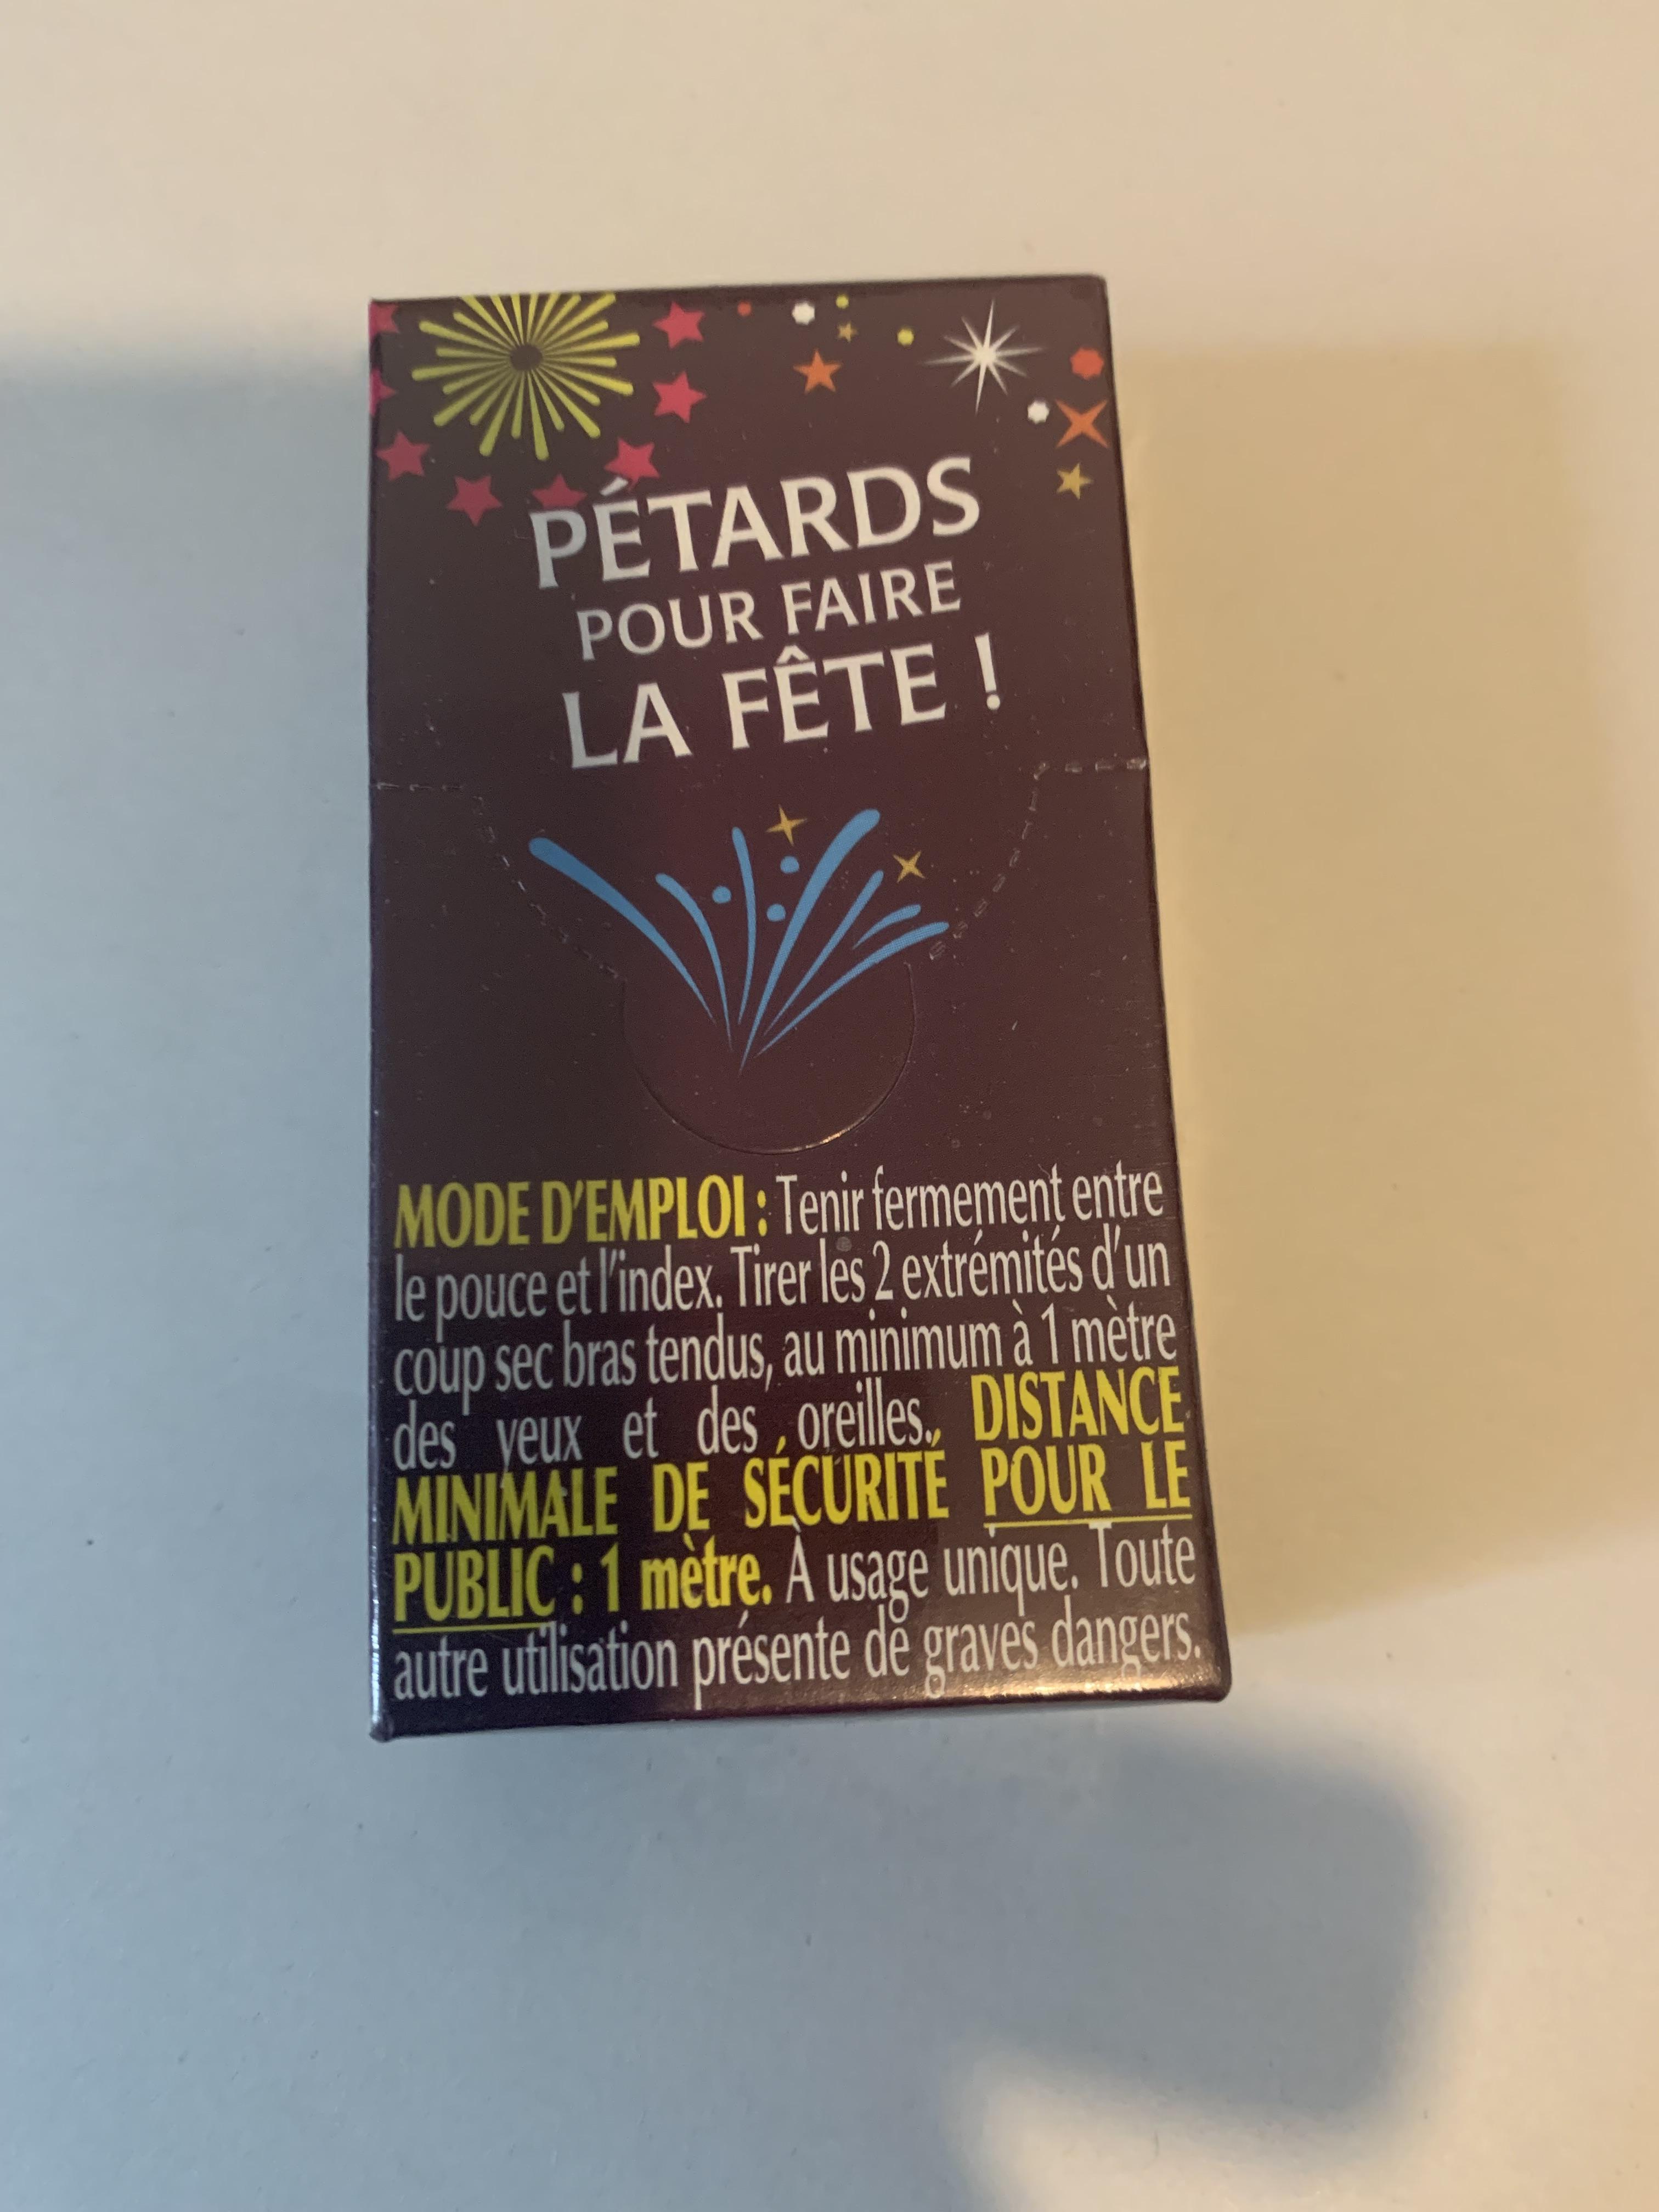 PÉTARDS
POUR FAIRE
LA FÊTE !
MODE D'EMPLOI : Tenir fermement entre
le pouce et l'index. Tirer les 2 extrémités d'un
coup sec bras tendus, au minimum à 1 mètre
des yeux et des oreilles. DISTANCE
MINIMALE DE SÉCURITÉ POUR LE
PUBLIC : 1 mètre. À usage unique. Toute
autre utilisation présente de graves dangers.